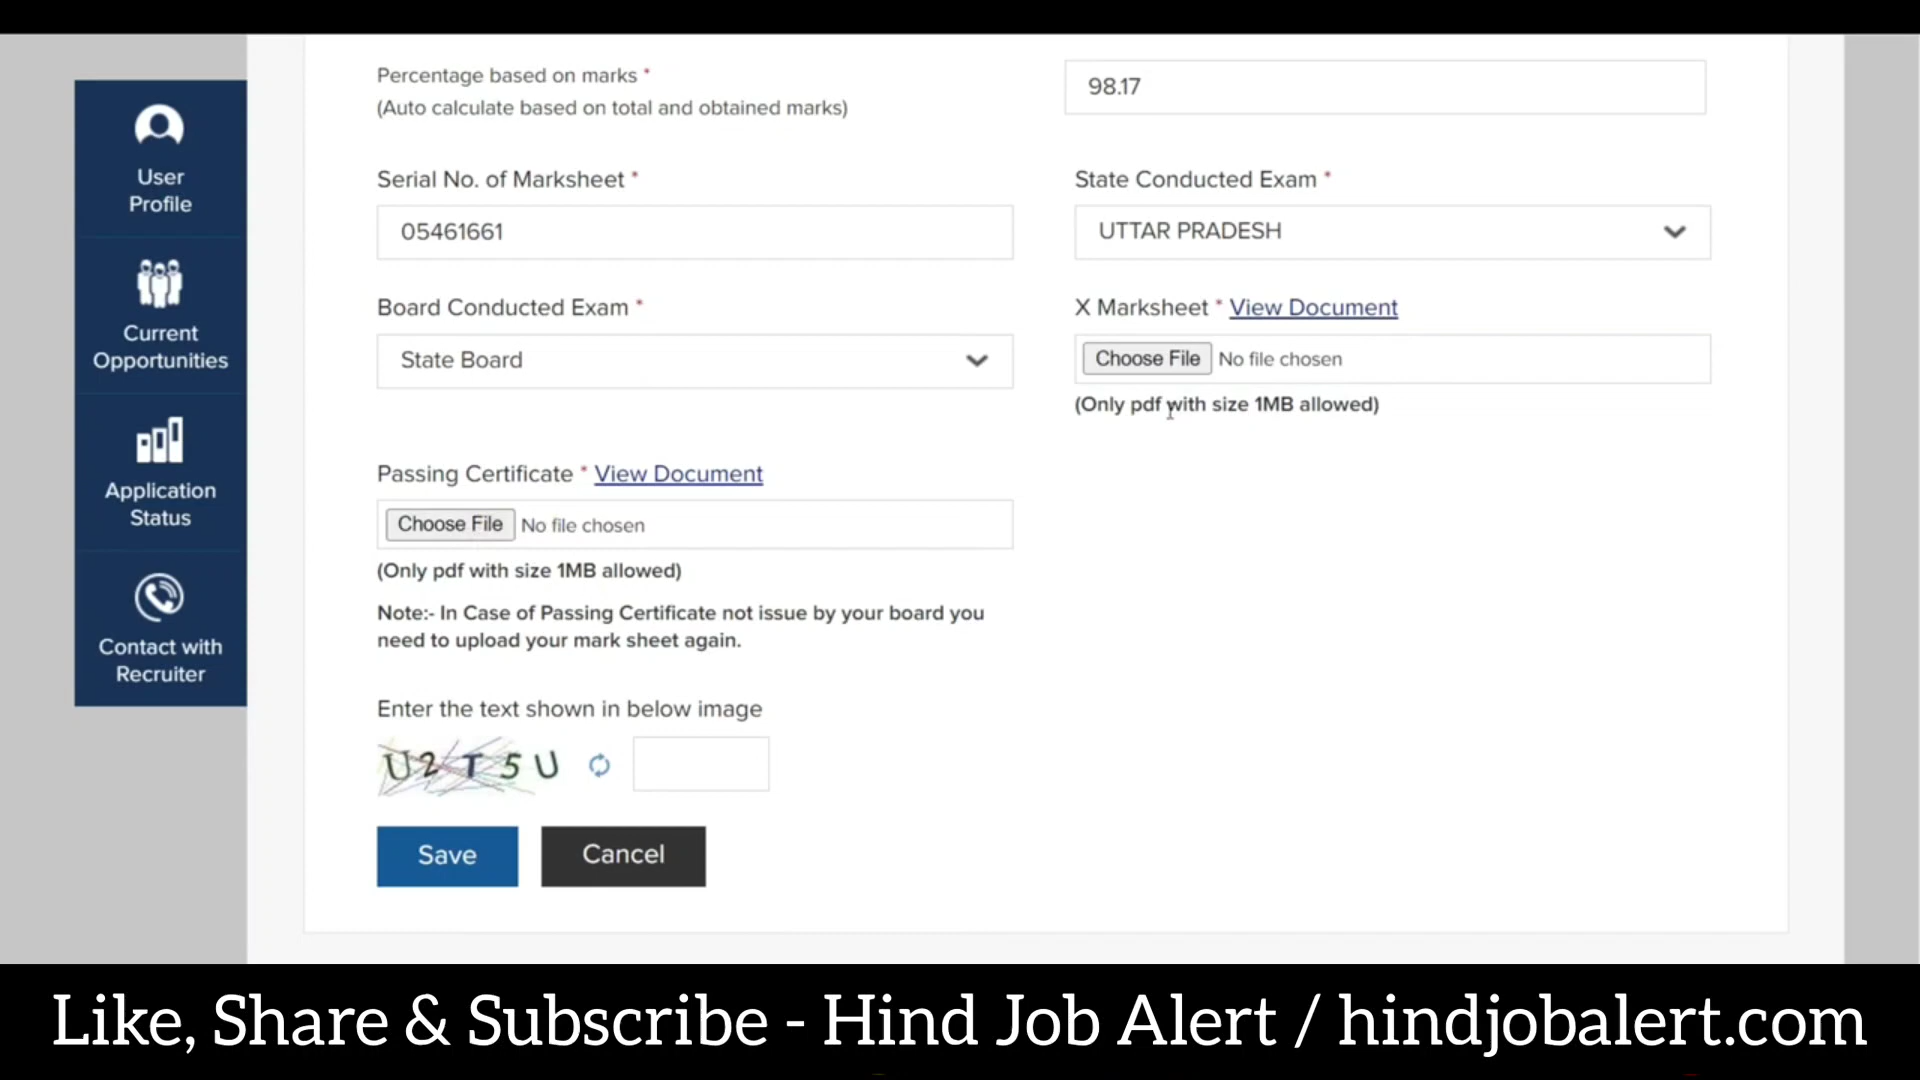 Percentage based on marks *
(Auto calculate based on total and obtained marks)
98.17
User
Profile
Serial No. of Marksheet *
State Conducted Exam *
05461661
UTTAR PRADESH
Current
Opportunities
Board Conducted Exam *
X Marksheet * View Document
State Board
Choose File No file chosen
(Only pdf with size 1MB allowed)
Application
Status
Passing Certificate * View Document
Choose File No file chosen
(Only pdf with size 1MB allowed)
Note:- In Case of Passing Certificate not issue by your board you
need to upload your mark sheet again.
Contact with
Recruiter
Enter the text shown in below image
U2T5U
Save
Cancel
Like, Share & Subscribe - Hind Job Alert / hindjobalert.com